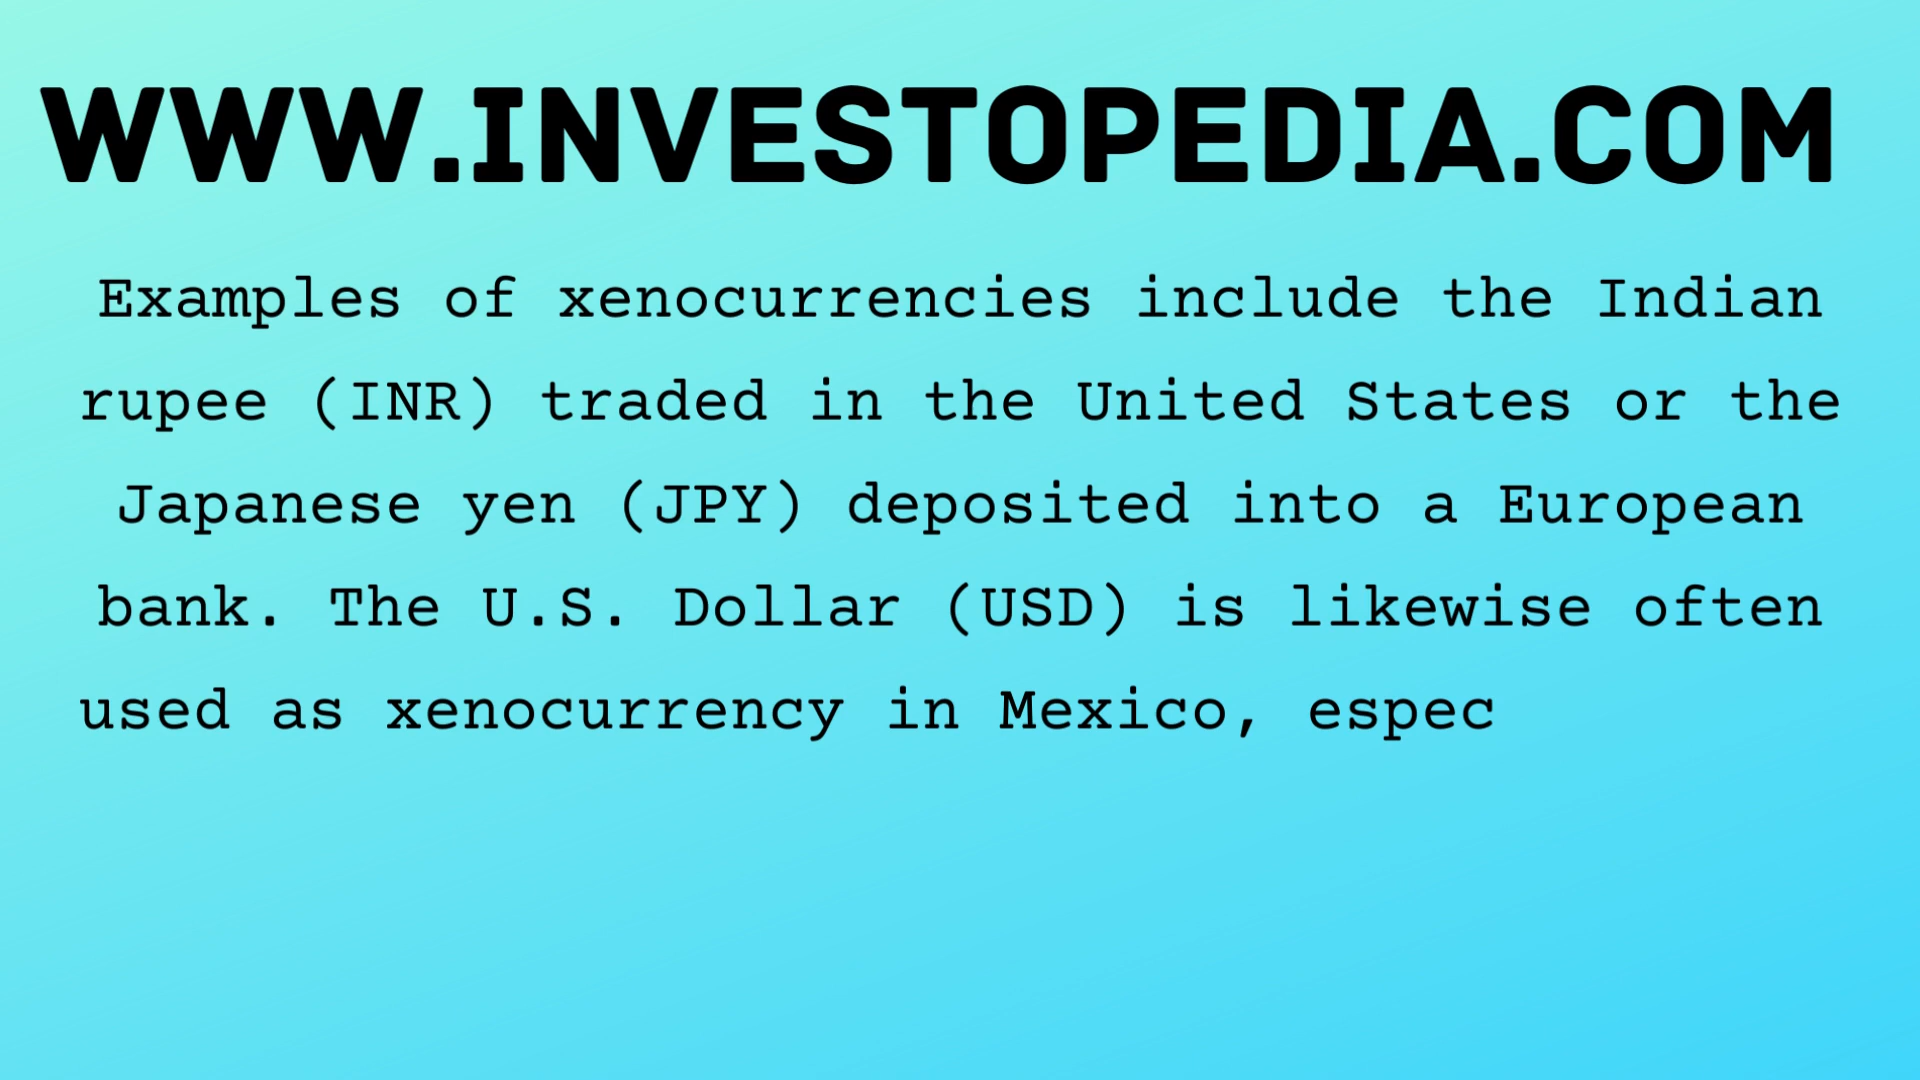 WWW.INVESTOPEDIA.COM
Examples of xenocurrencies include the Indian
rupee (INR) traded in the United States or the
Japanese yen (JPY) deposited into a European
bank. The U.S. Dollar (USD) is likewise often
used as xenocurrency in Mexico, espec